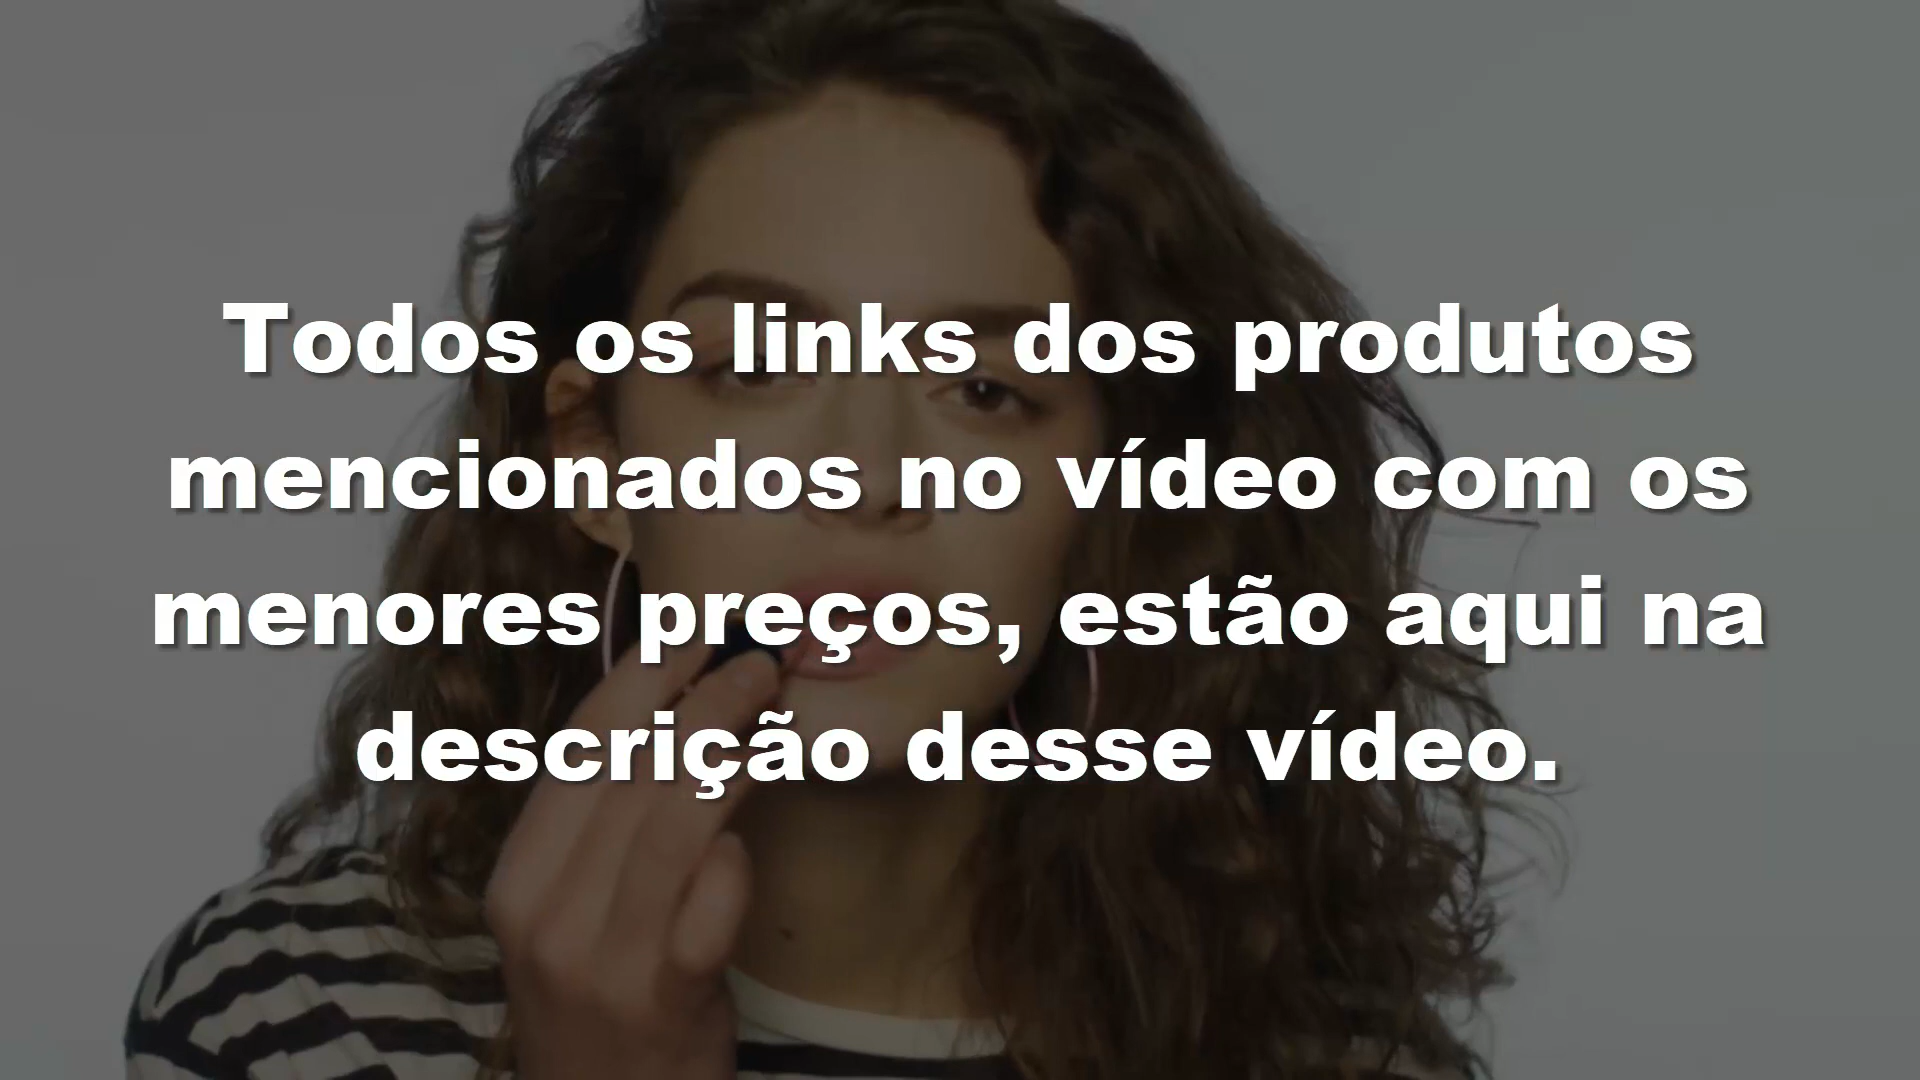 Todos os links dos produtos
mencionados no vídeo com os
menores preços, estão aqui na
descrição desse vídeo.